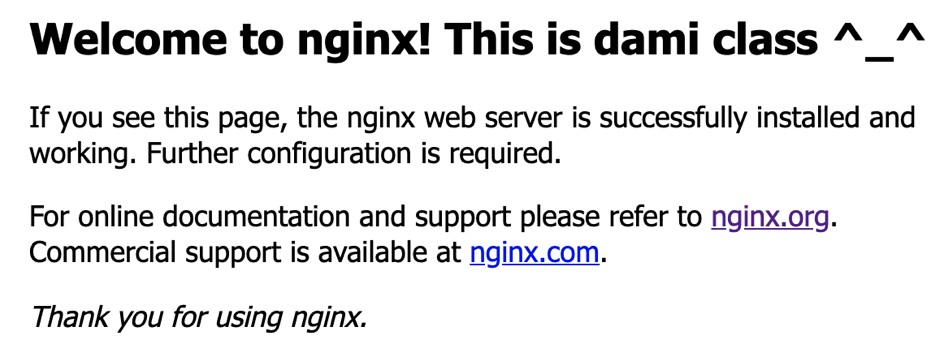 Welcome to nginx! This is dami class ^_^
If you see this page, the nginx web server is successfully installed and
working. Further configuration is required.
For online documentation and support please refer to nginx.org.
Commercial support is available at nginx.com.
Thank you for using nginx.